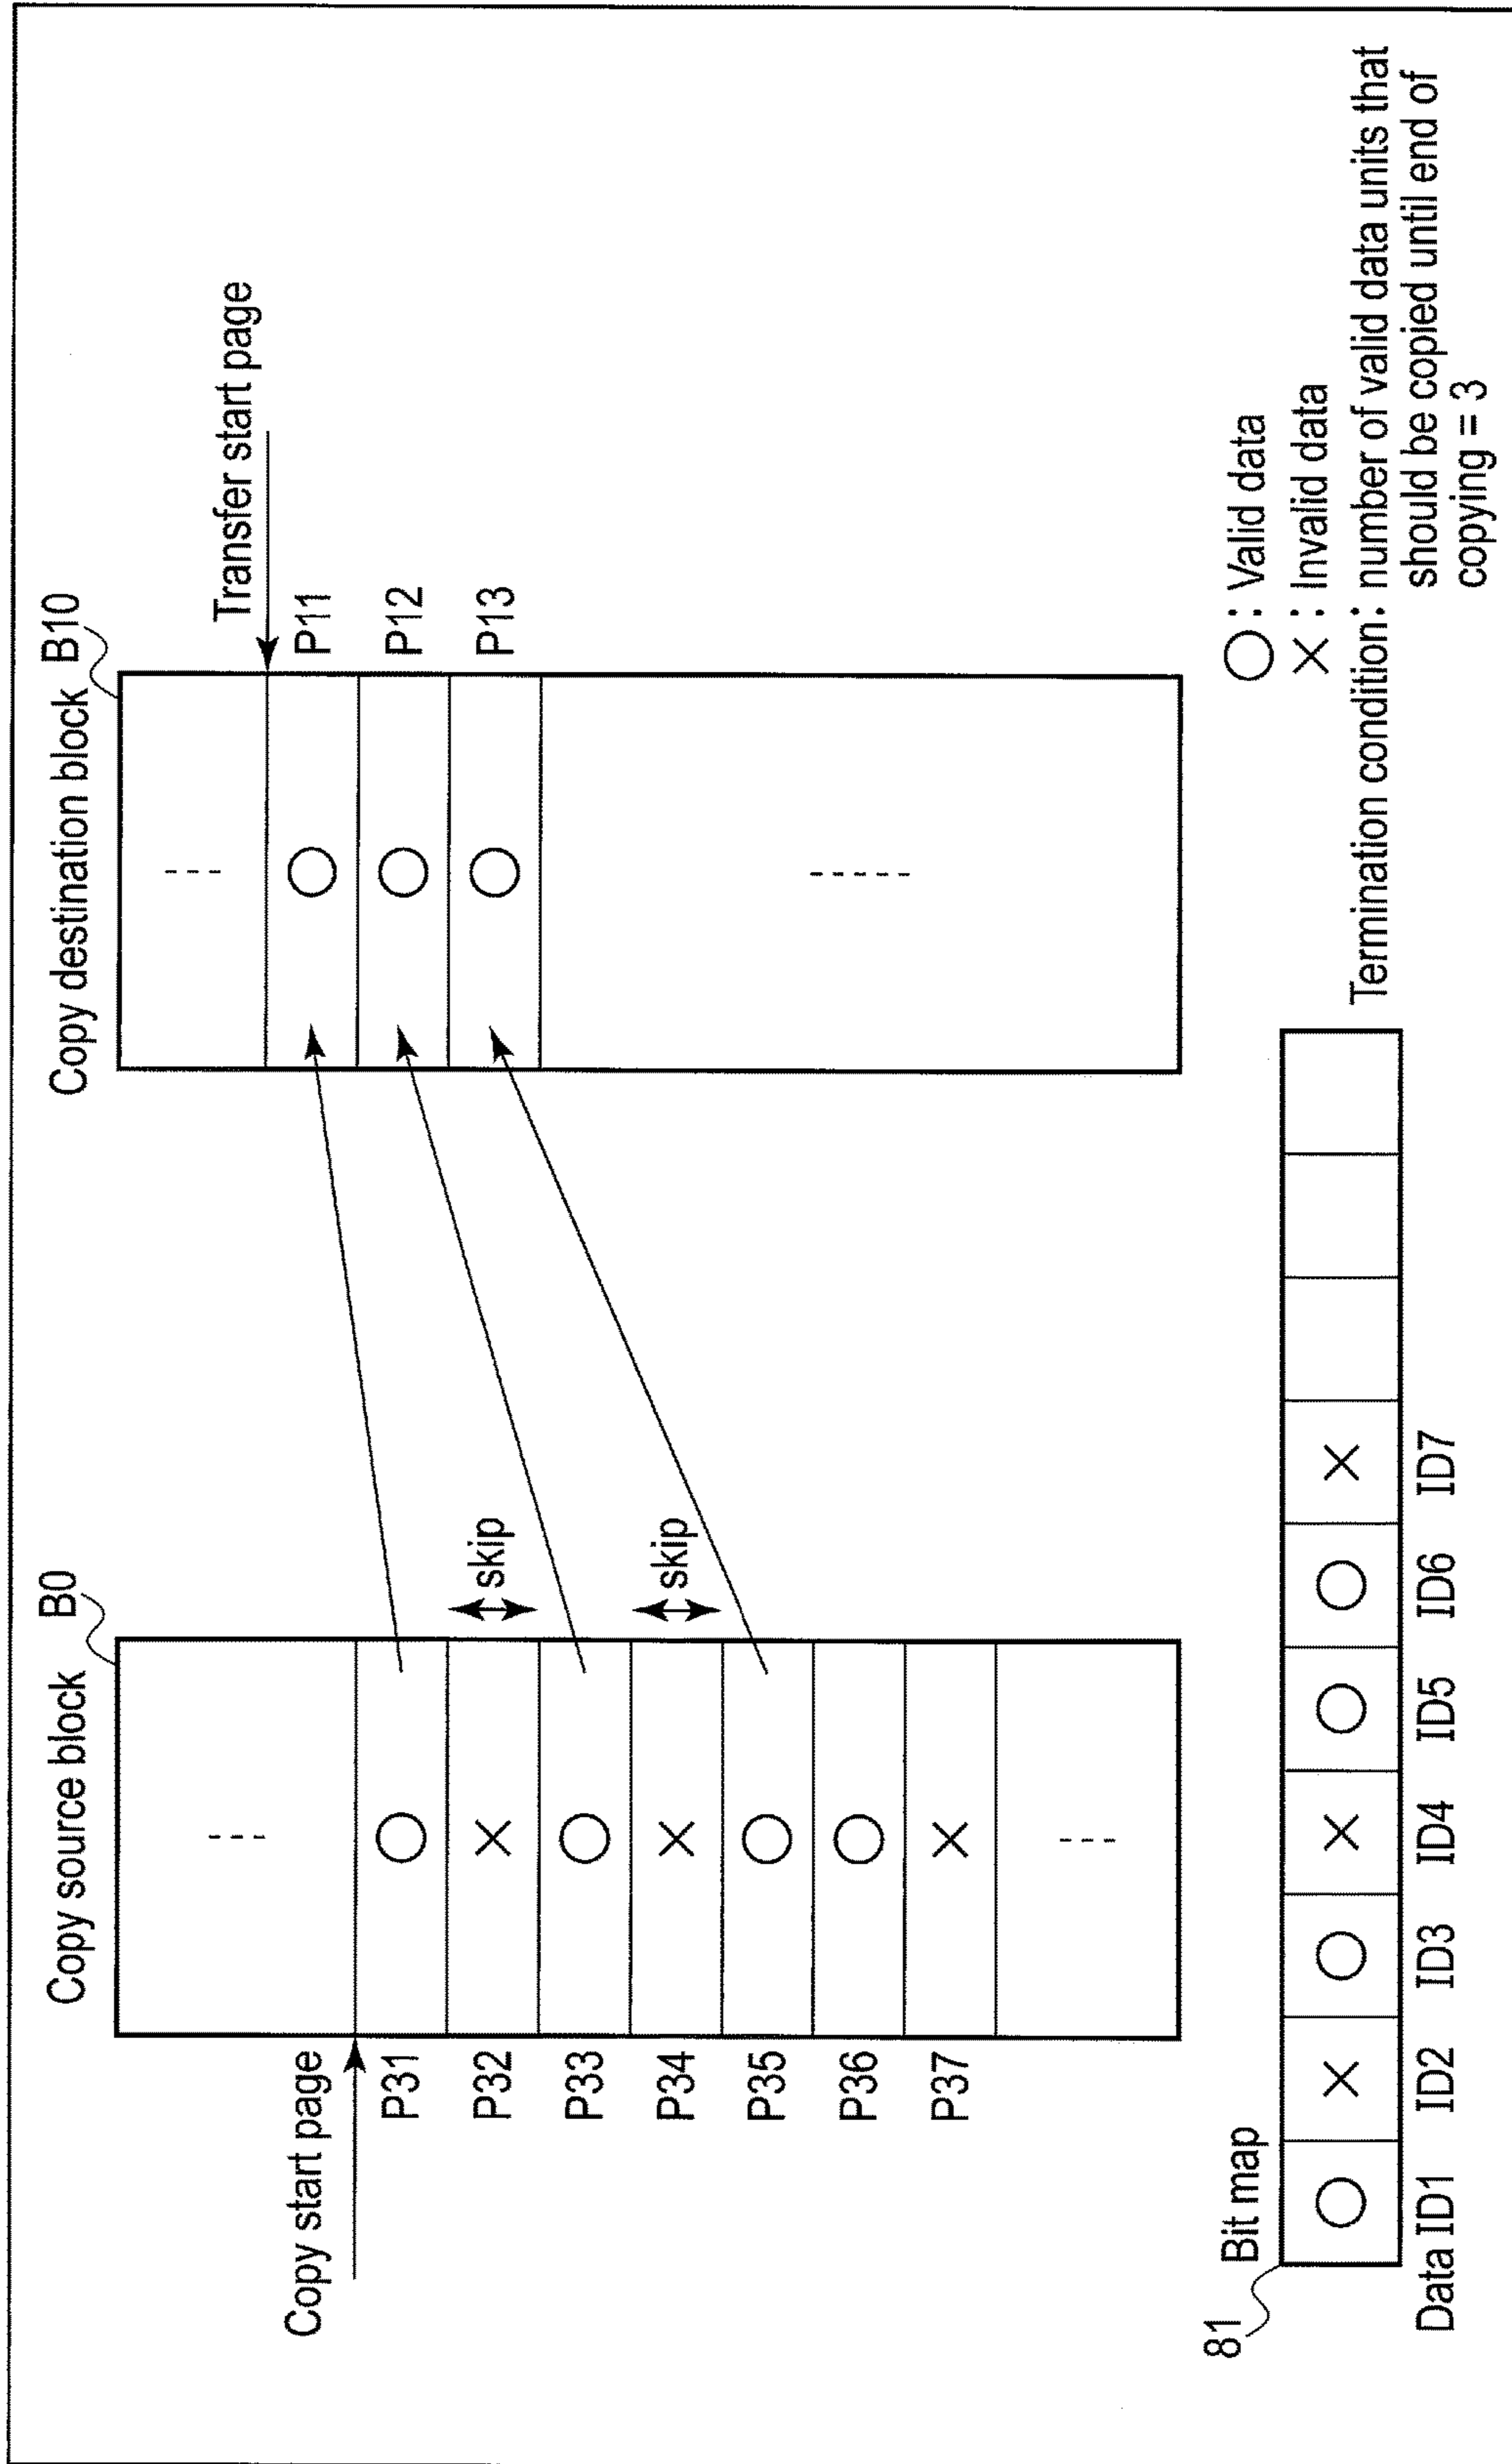 Copy source block
B0
Copy destination block
B10
Copy start page
Transfer start page
P31
P32
P33
P34
P35
P36
P37
skip
skip
P11
P12
P13
81
Bit map
Data ID1 ID2 ID3 ID4 ID5 ID6 ID7
○ : Valid data
× : Invalid data
Termination condition: number of valid data units that
should be copied until end of
copying = 3